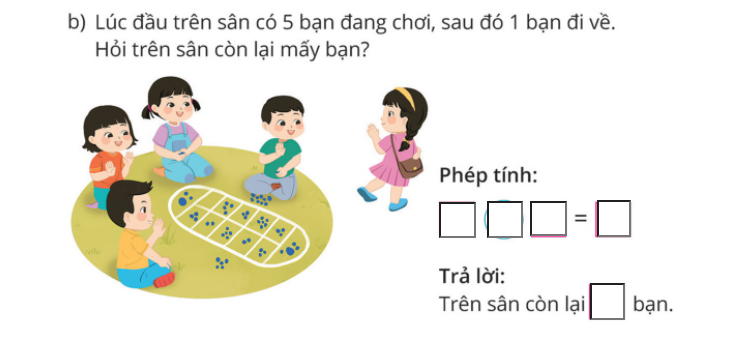 b) Lúc đầu trên sân có 5 bạn đang chơi, sau đó 1 bạn đi về.
Hỏi trên sân còn lại mấy bạn?
Phép tính:
=
Trả lời:
Trên sân còn lại bạn.